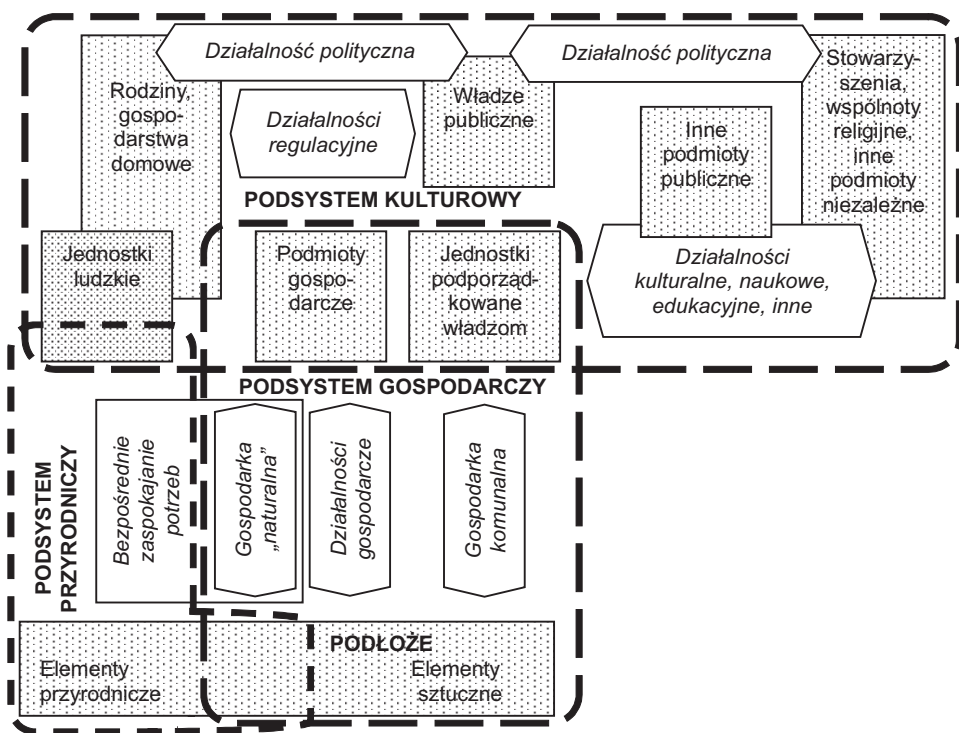 Działalność polityczna
Działalność polityczna
Rodziny,
gospo-
darstwa
domowe
Działalności
regulacyjne
Władze
publiczne
Inne
podmioty
publiczne
Stowarzy-
szenia,
wspólnoty
religijne,
inne
podmioty
niezależne
PODSYSTEM KULTUROWY
Jednostki
ludzkie
Podmioty
gospo-
darcze
Jednostki
podporząd-
kowane
władzom
Działalności
kulturalne, naukowe,
edukacyjne, inne
PODSYSTEM GOSPODARCZY
PODSYSTEM
PRZYRODNICZY
Bezpośrednie
zaspokajanie
potrzeb
Gospodarka
„naturalna”
Działalności
gospodarcze
Gospodarka
komunalna
PODŁOŻE
Elementy
przyrodnicze
Elementy
sztuczne